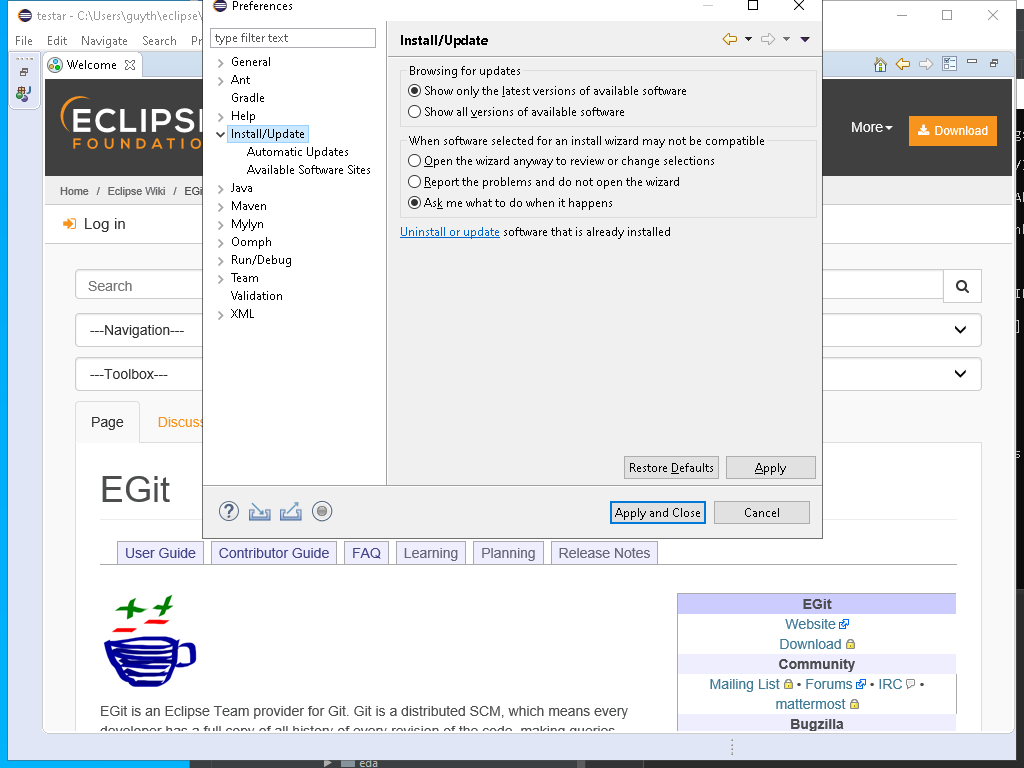 testar - C:\Users\guyth\eclipse\
File Edit Navigate Search
Welcome
ECLIPS
FOUNDATIO
More
Download
Home / Eclipse Wiki / EGi
Log in
Search
---Navigation---
---Toolbox---
Page Discuss
EGit
User Guide Contributor Guide FAQ Learning Planning Release Notes
EGit is an Eclipse Team provider for Git. Git is a distributed SCM, which means every
developer has a full copy of all history of every revision of the code, making queries
EGit
Website
Download
Community
Mailing List • Forums • IRC •
mattermost
Bugzilla
Preferences
type filter text
General
Ant
Gradle
Help
Install/Update
Automatic Updates
Available Software Sites
Java
Maven
Mylyn
Oomph
Run/Debug
Team
Validation
XML
Install/Update
Browsing for updates
Show only the latest versions of available software
Show all versions of available software
When software selected for an install wizard may not be compatible
Open the wizard anyway to review or change selections
Report the problems and do not open the wizard
Ask me what to do when it happens
Uninstall or update software that is already installed
Restore Defaults Apply
Apply and Close Cancel
eda